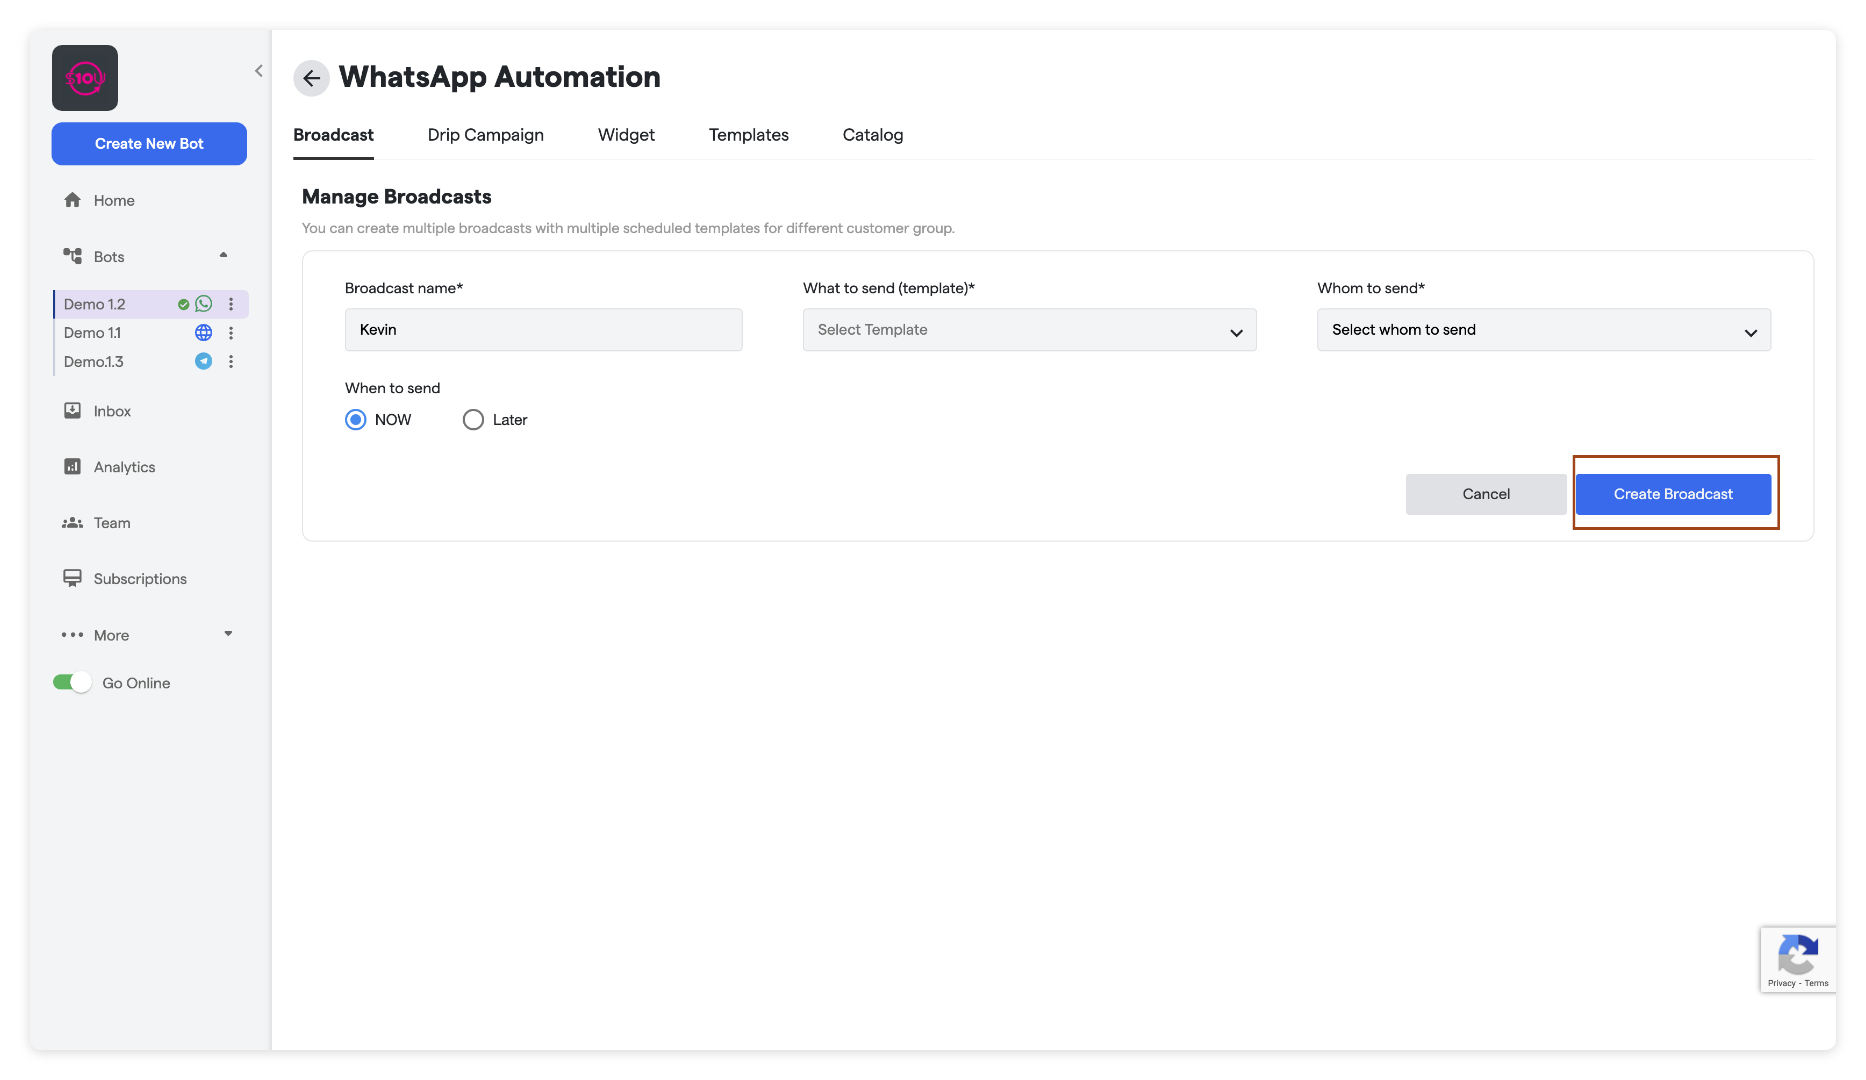 $10U
Create New Bot
Home
Bots
Demo 1.2
Demo 1.1
Demo.1.3
Inbox
Analytics
Team
Subscriptions
More
Go Online
WhatsApp Automation
Broadcast Drip Campaign Widget Templates Catalog
Manage Broadcasts
You can create multiple broadcasts with multiple scheduled templates for different customer group.
Broadcast name* What to send (template)* Whom to send*
Kevin Select Template Select whom to send
When to send
NOW Later
Cancel Create Broadcast
Privacy - Terms